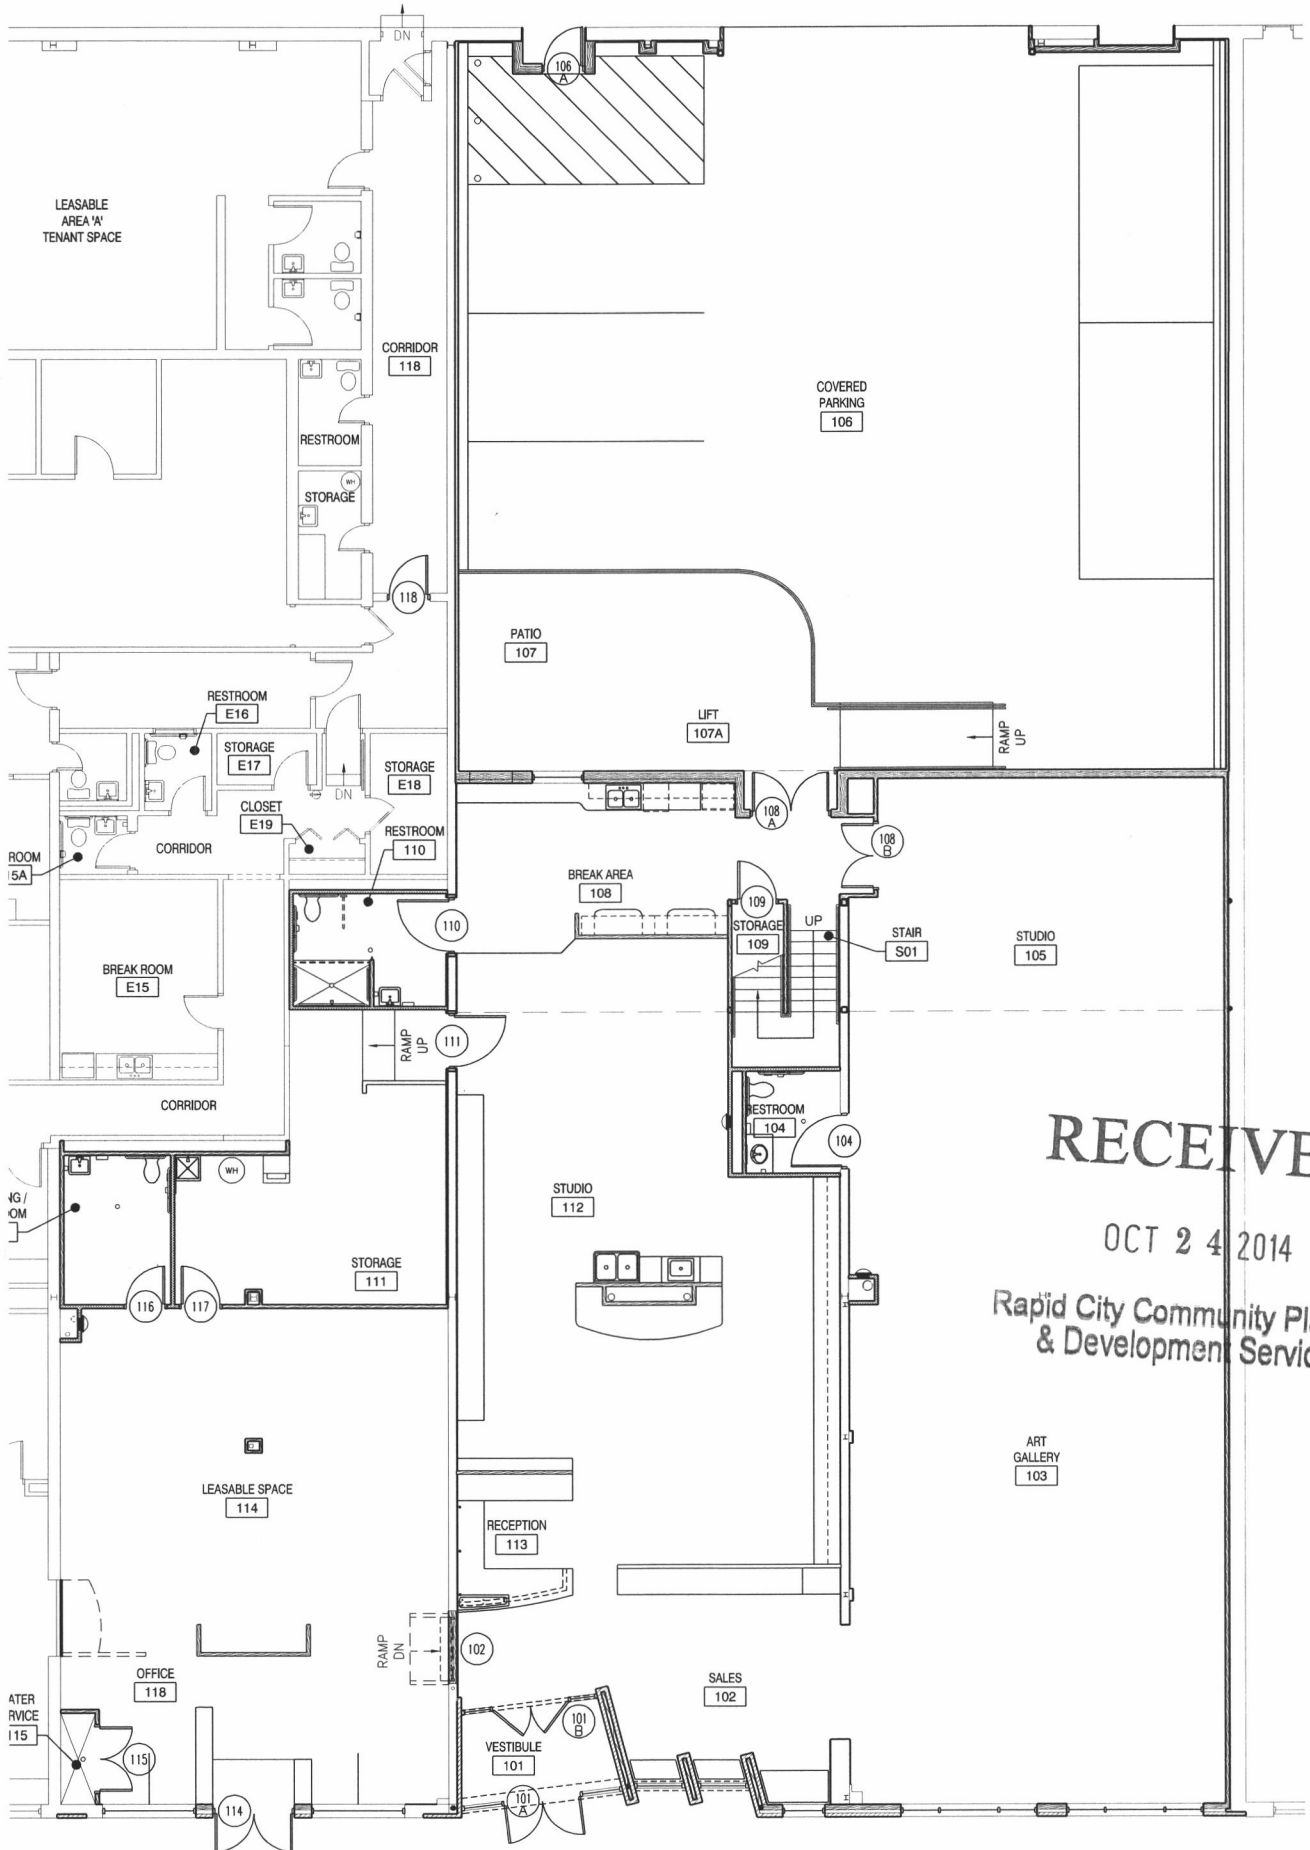 DN
106
A
LEASABLE
AREA 'A'
TENANT SPACE
CORRIDOR
118
COVERED
PARKING
106
RESTROOM
WH
STORAGE
118
PATIO
107
RESTROOM
E16
LIFT
107A
RAMP
UP
STORAGE
E17
STORAGE
E18
DN
CLOSET
E19
RESTROOM
110
108
A
108
B
CORRIDOR
ROOM
15A
BREAK AREA
108
109
STORAGE
109
UP
STAIR
S01
STUDIO
105
110
BREAK ROOM
E15
RAMP
UP
111
CORRIDOR
RESTROOM
104
104
RECEIVE
WH
NG /
OM
STUDIO
112
OCT 24 2014
STORAGE
111
116
117
Rapid City Community Pl
& Development Servic
ART
GALLERY
103
LEASABLE SPACE
114
RECEPTION
113
RAMP
DN
102
OFFICE
118
SALES
102
ATER
RVICE
115
115
VESTIBULE
101
101
B
101
A
114